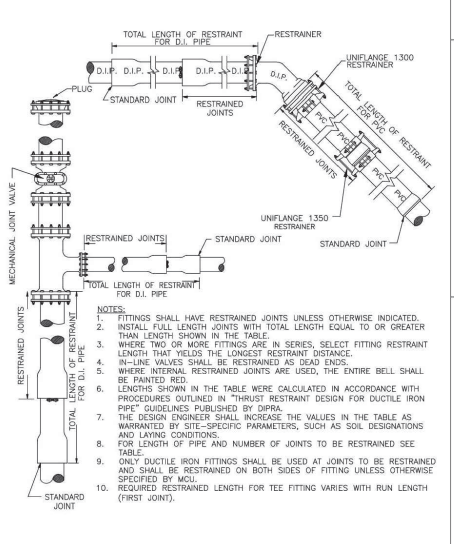 TOTAL LENGTH OF RESTRAINT
FOR D.I. PIPE
RESTRAINER
UNIFLANGE 1300
RESTRAINER
D.I.P.
D.I.P.
D.I.P.
D.I.P.
D.I.P.
PLUG
STANDARD JOINT
RESTRAINED
JOINTS
TOTAL LENGTH OF RESTRAINT
FOR PVC
PVC
PVC
PVC
PVC
PVC
RESTRAINED JOINTS
UNIFLANGE 1350
RESTRAINER
STANDARD JOINT
MECHANICAL JOINT VALVE
RESTRAINED JOINTS
STANDARD JOINT
TOTAL LENGTH OF RESTRAINT
FOR D.I. PIPE
RESTRAINED JOINTS
TOTAL LENGTH OF RESTRAINT
FOR D.I. PIPE
STANDARD
JOINT
NOTES:
1. FITTINGS SHALL HAVE RESTRAINED JOINTS UNLESS OTHERWISE INDICATED.
2. INSTALL FULL LENGTH JOINTS WITH TOTAL LENGTH EQUAL TO OR GREATER
THAN LENGTH SHOWN IN THE TABLE.
3. WHERE TWO OR MORE FITTINGS ARE IN SERIES, SELECT FITTING RESTRAINT
LENGTH THAT YIELDS THE LONGEST RESTRAINT DISTANCE.
4. IN-LINE VALVES SHALL BE RESTRAINED AS DEAD ENDS.
5. WHERE INTERNAL RESTRAINED JOINTS ARE USED, THE ENTIRE BELL SHALL
BE PAINTED RED.
6. LENGTHS SHOWN IN THE TABLE WERE CALCULATED IN ACCORDANCE WITH
PROCEDURES OUTLINED IN "THRUST RESTRAINT DESIGN FOR DUCTILE IRON
PIPE" GUIDELINES PUBLISHED BY DIPRA.
7. THE DESIGN ENGINEER SHALL INCREASE THE VALUES IN THE TABLE AS
WARRANTED BY SITE-SPECIFIC PARAMETERS, SUCH AS SOIL DESIGNATIONS
AND LAYING CONDITIONS.
8. FOR LENGTH OF PIPE AND NUMBER OF JOINTS TO BE RESTRAINED SEE
TABLE.
9. ONLY DUCTILE IRON FITTINGS SHALL BE USED AT JOINTS TO BE RESTRAINED
AND SHALL BE RESTRAINED ON BOTH SIDES OF FITTING UNLESS OTHERWISE
SPECIFIED BY MCU.
10. REQUIRED RESTRAINED LENGTH FOR TEE FITTING VARIES WITH RUN LENGTH
(FIRST JOINT).